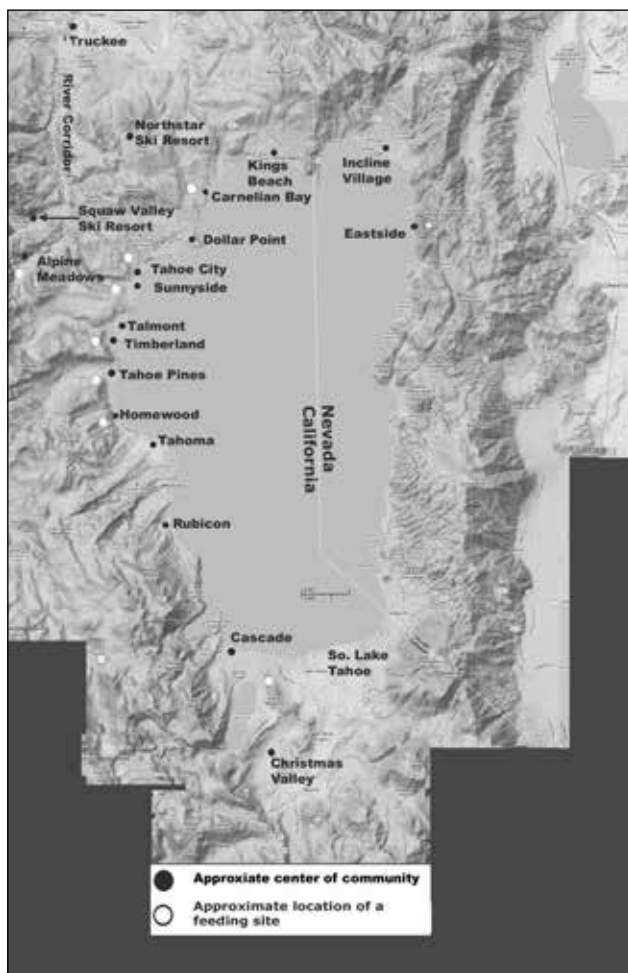 Truckee
River Corridor
Northstar
Ski Resort
Kings
Beach
Incline
Village
Carnelian Bay
Squaw Valley
Ski Resort
Eastside
Dollar Point
Alpine
Meadows
Tahoe City
Sunnyside
Talmont
Timberland
Tahoe Pines
Homewood
Nevada
California
Tahoma
Rubicon
Cascade
So. Lake
Tahoe
Christmas
Valley
Approxiate center of community
Approximate location of a
feeding site